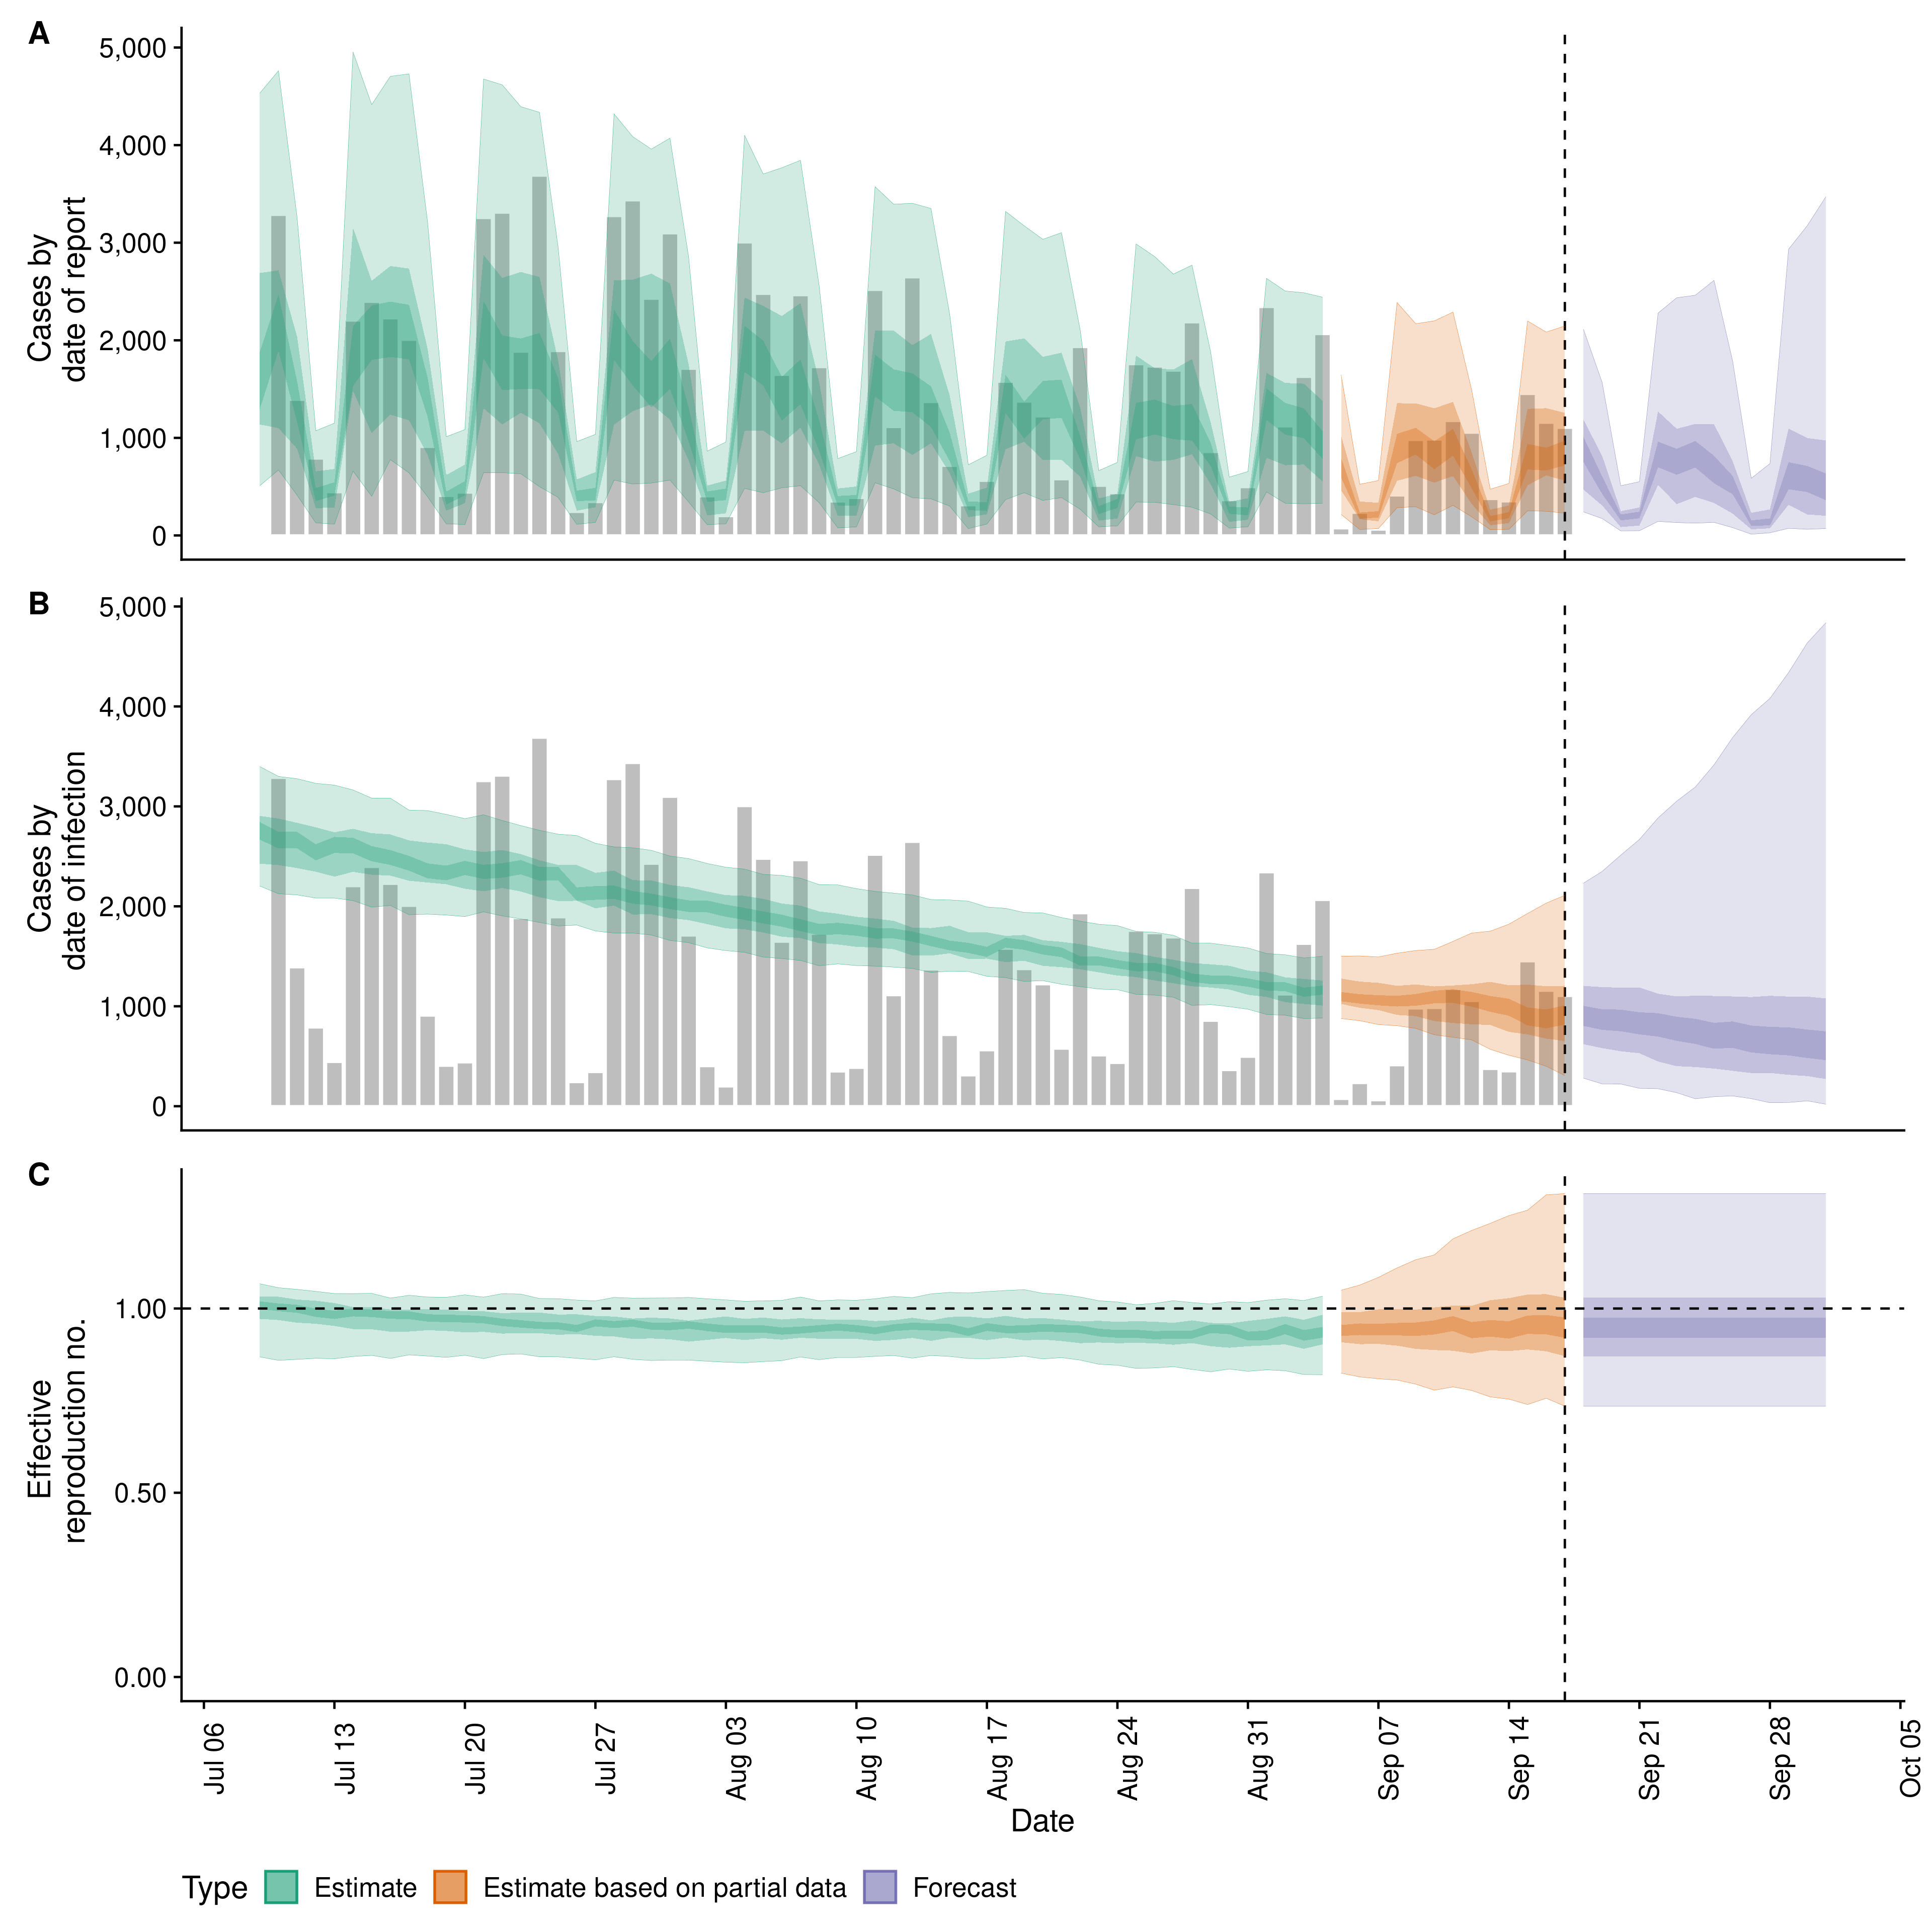 A
Cases by
date of report
5,000
4,000
3,000
2,000
1,000
0
B
Cases by
date of infection
5,000
4,000
3,000
2,000
1,000
0
C
Effective
reproduction no.
1.00
0.50
0.00
Jul 06
Jul 13
Jul 20
Jul 27
Aug 03
Aug 10
Aug 17
Aug 24
Aug 31
Sep 07
Sep 14
Sep 21
Sep 28
Oct 05
Date
Type Estimate Estimate based on partial data Forecast